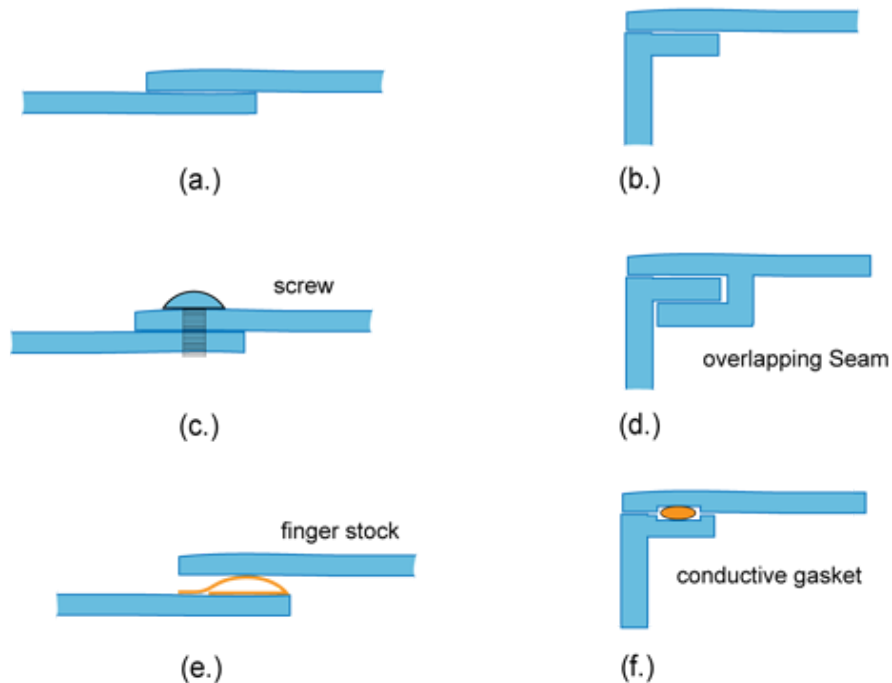 (a.)
(b.)
screw
(c.)
overlapping Seam
(d.)
finger stock
(e.)
conductive gasket
(f.)